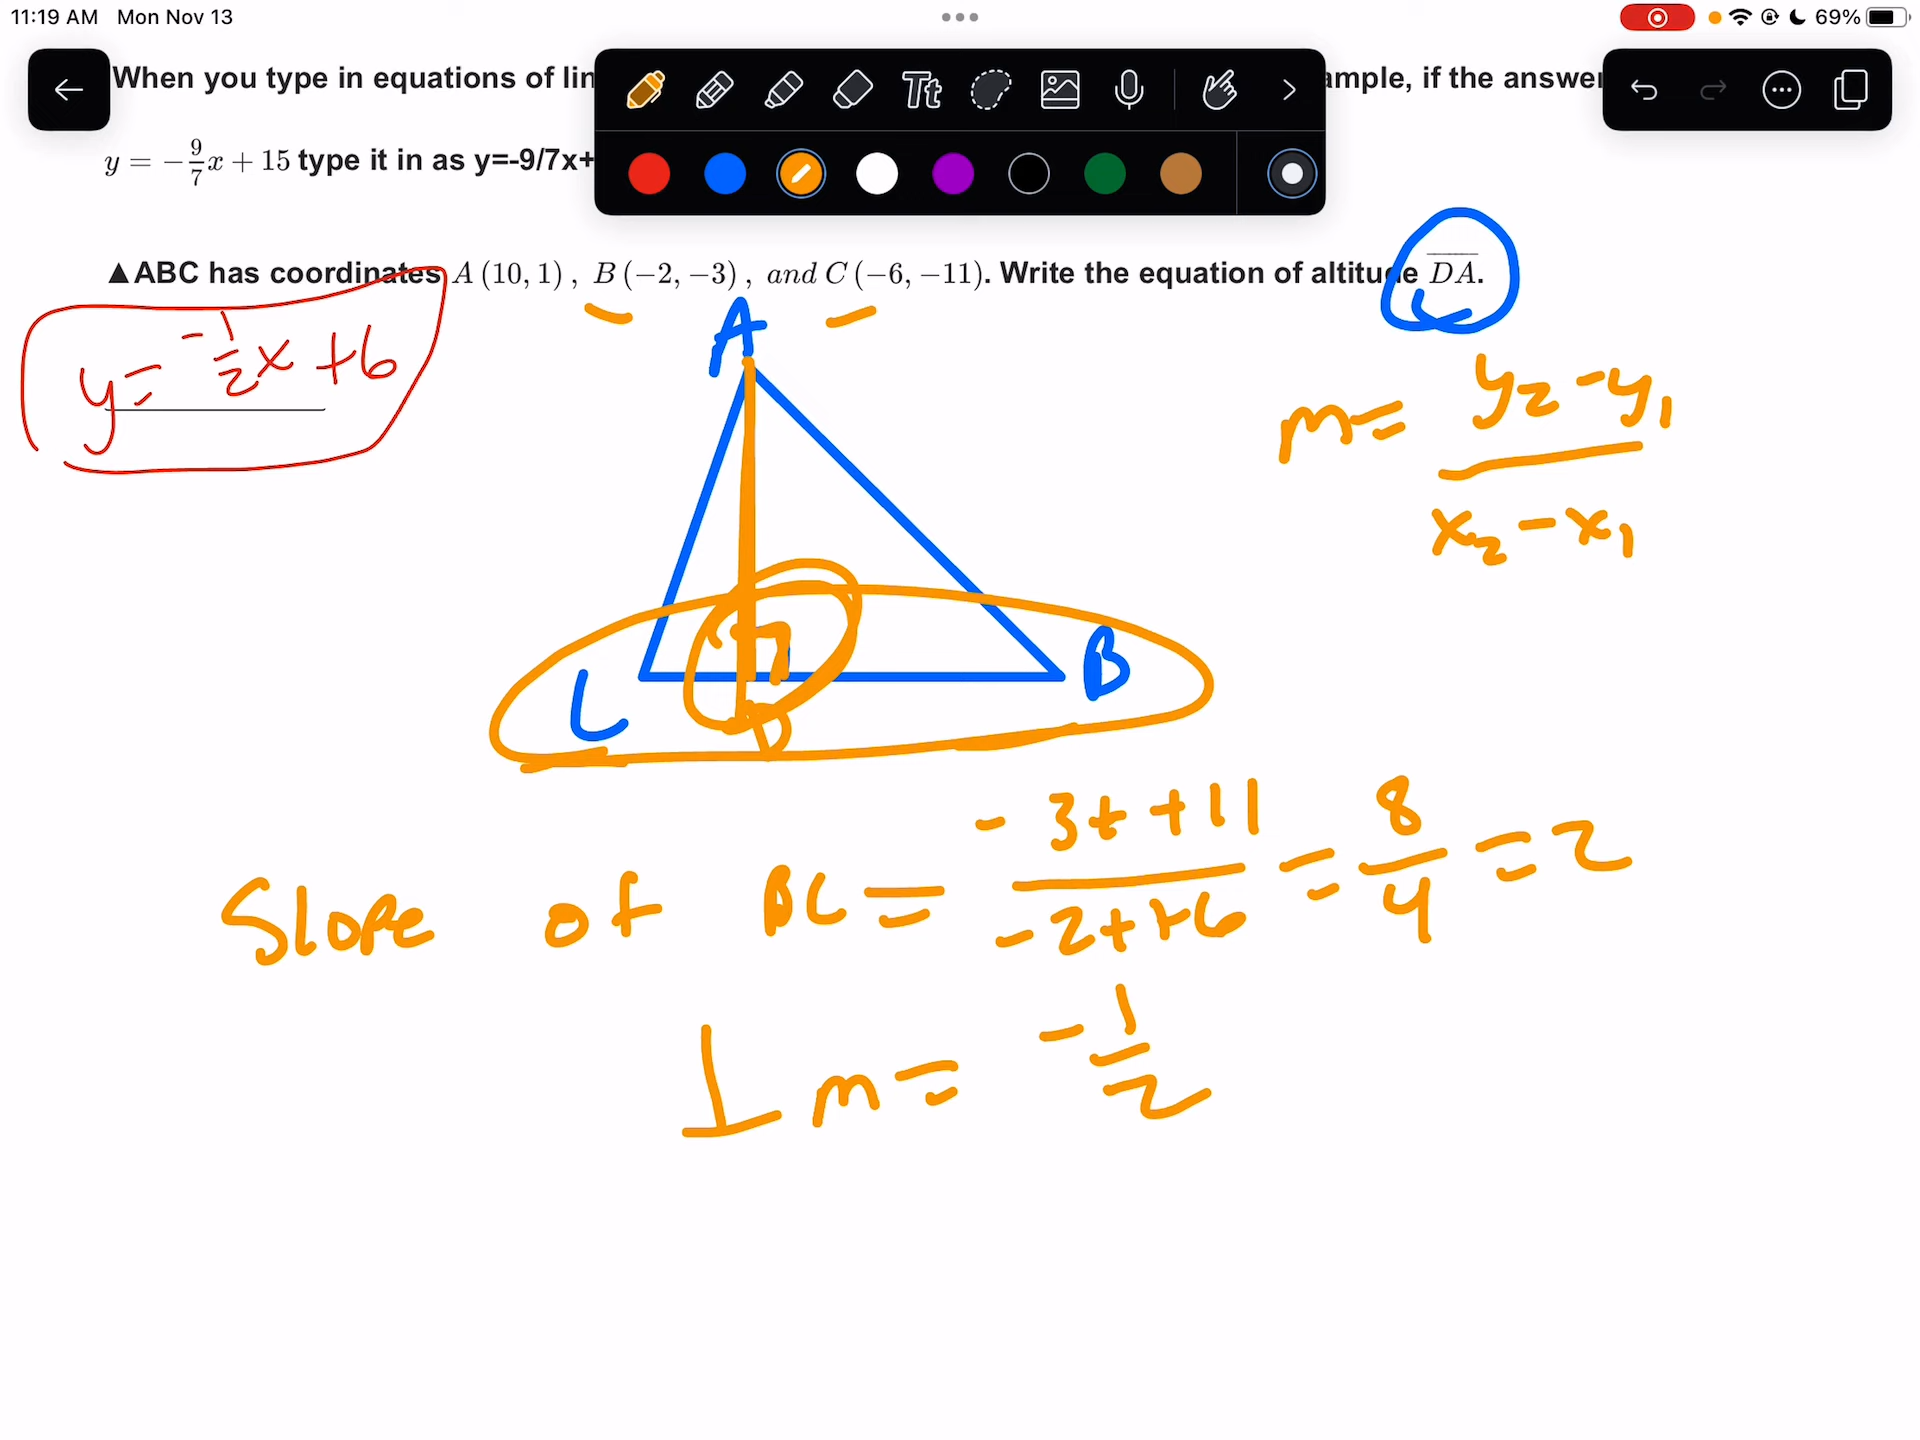 11:19 AM Mon Nov 13
69%
When you type in equations of lin
ample, if the answer
Tt
y = -9/7x + 15 type it in as y=-9/7x+
▲ABC has coordinates A (10, 1) , B (−2, −3) , and C (−6, −11). Write the equation of altitude DA.
y = -1/2 x + 6
A
m = y2 - y1
x2 - x1
C
B
D
Slope of BC = -3 + +11 / -2 + +6 = 8/4 = 2
⊥ m = -1/2